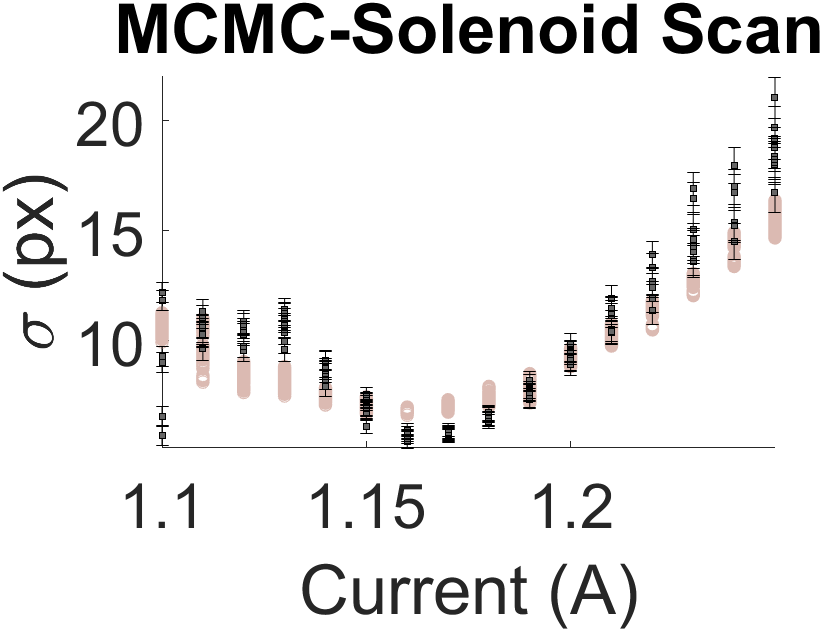 MCMC-Solenoid Scan
20
15
10
σ (px)
1.1 1.15 1.2
Current (A)